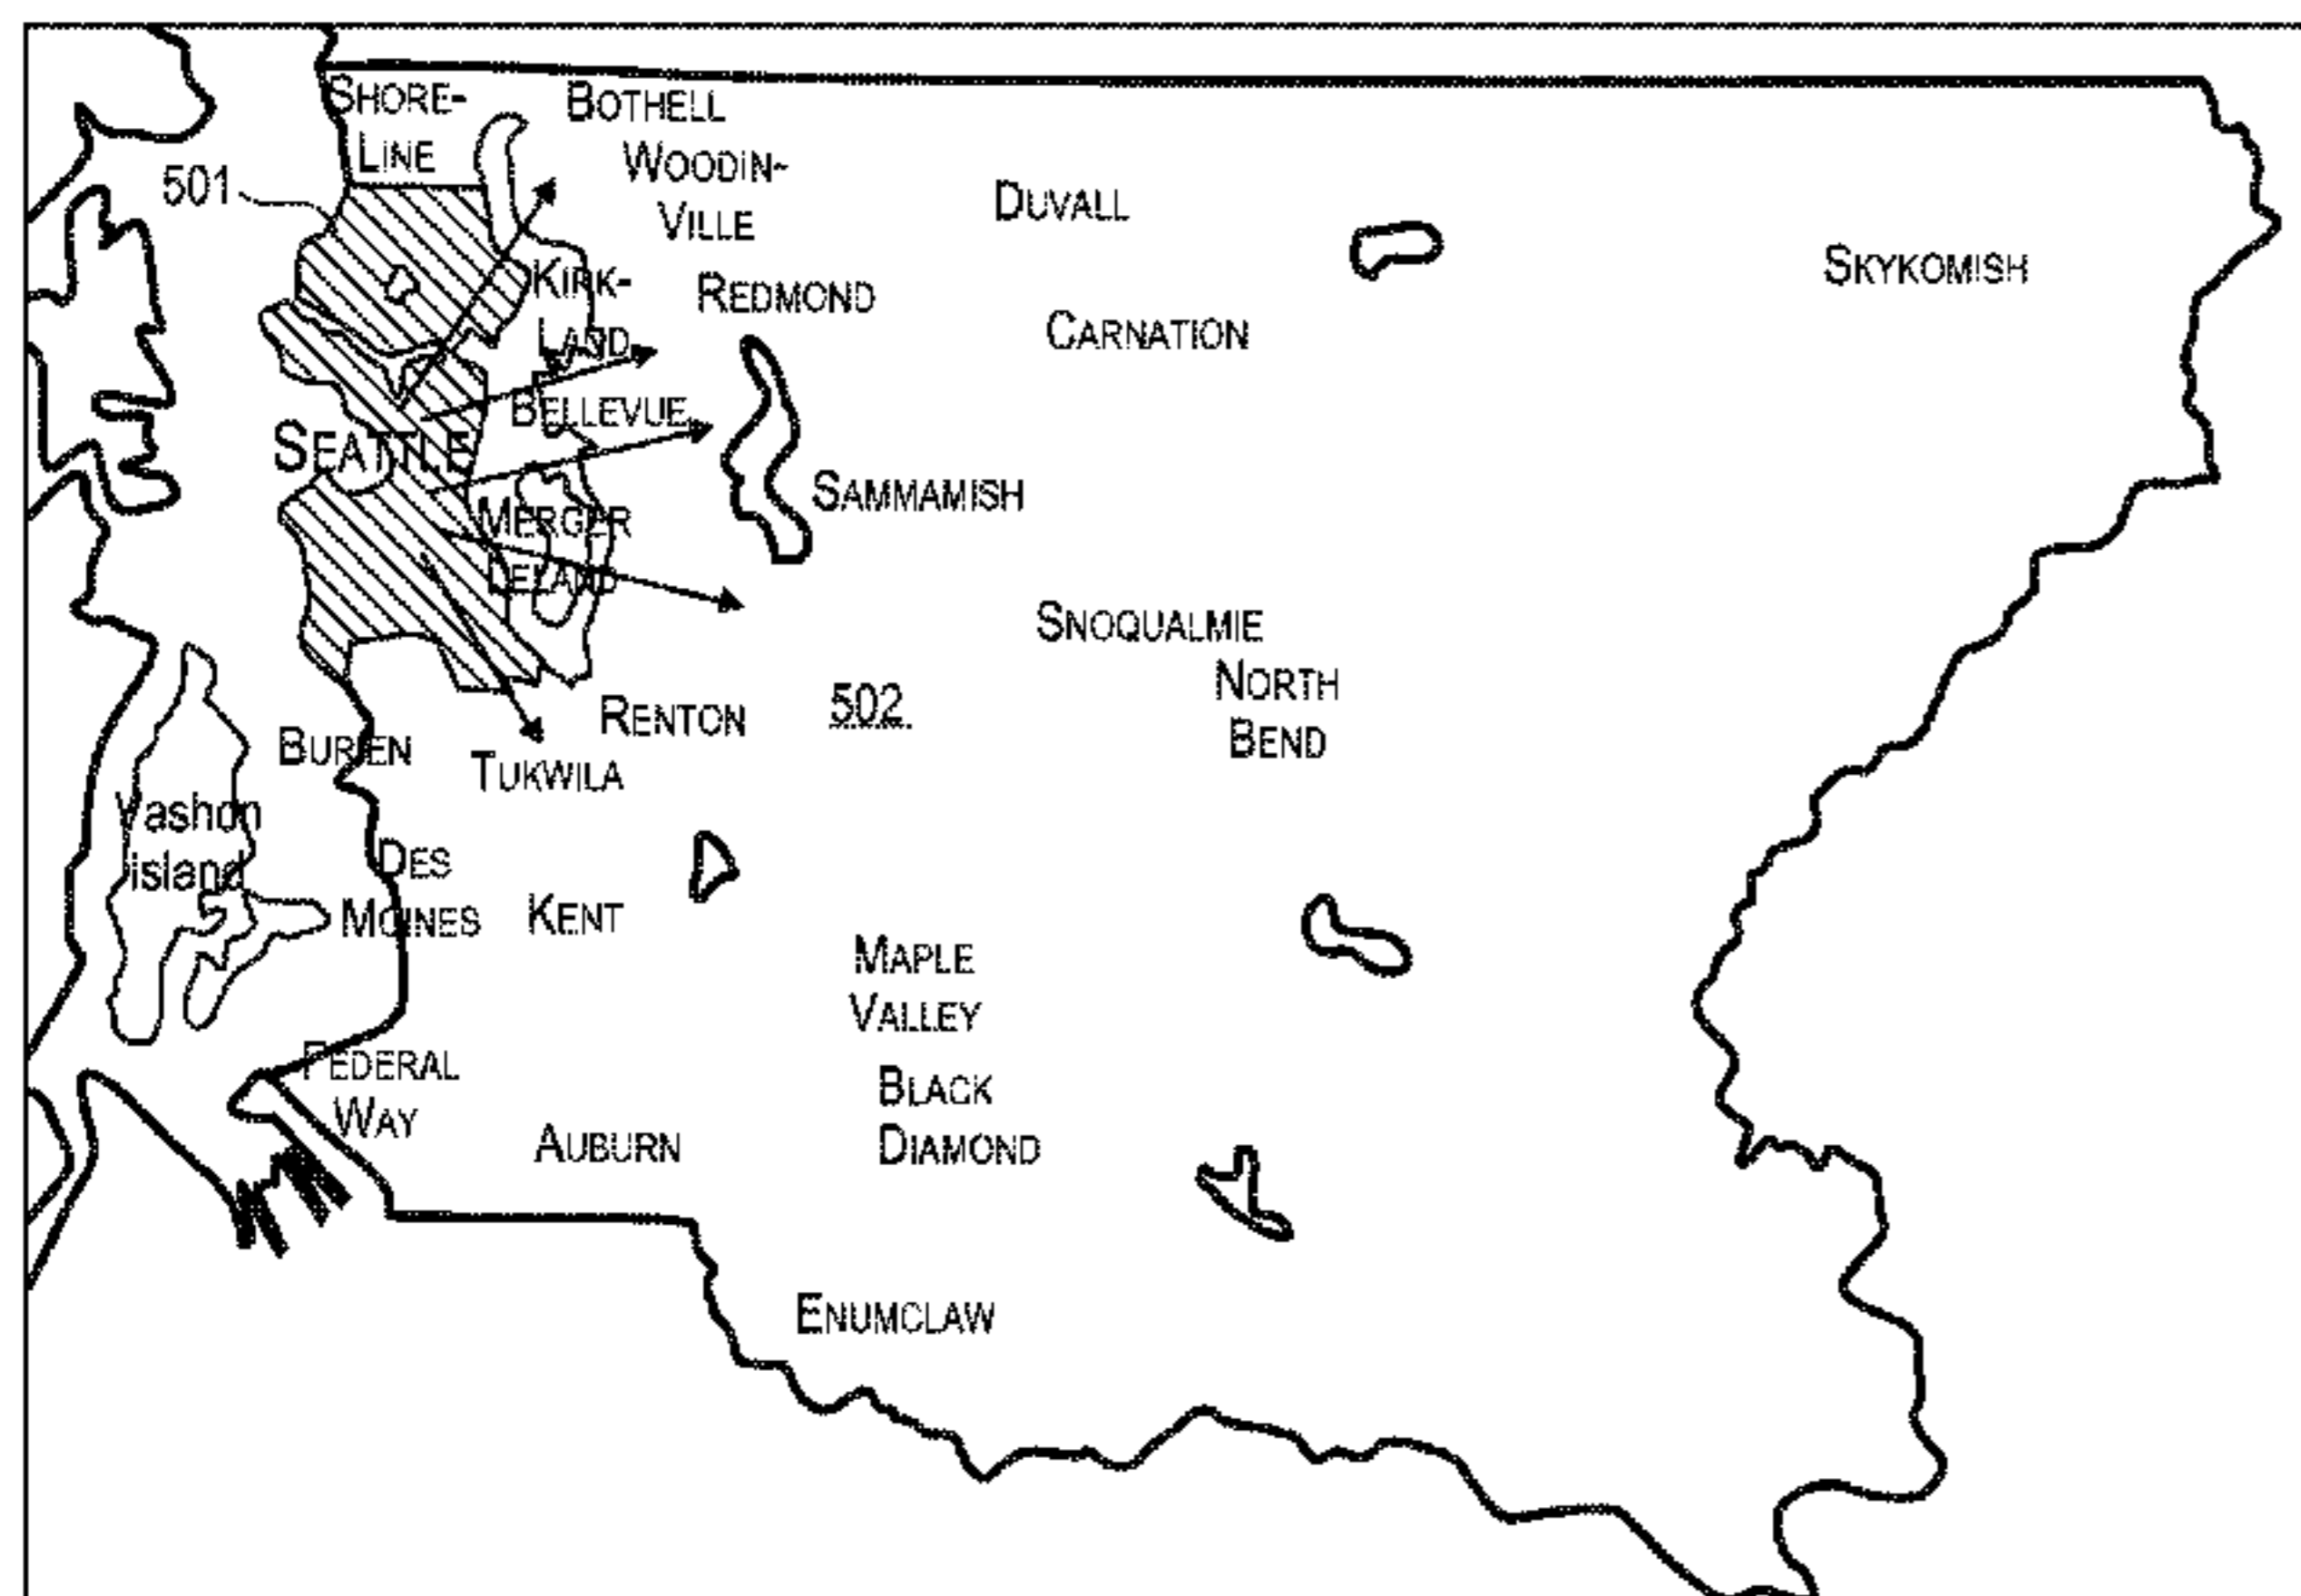 SHORE-
LINE
BOTHELL
WOODIN-
VILLE
501
DUVALL
SKYKOMISH
KIRK-
LAND
REDMOND
CARNATION
BELLEVUE
SEATTLE
SAMMAMISH
MERGER
ISLAND
SNOQUALMIE
NORTH
BEND
502
RENTON
BURIEN
TUKWILA
Vashon
island
DES
MOINES
KENT
MAPLE
VALLEY
FEDERAL
WAY
BLACK
DIAMOND
AUBURN
ENUMCLAW